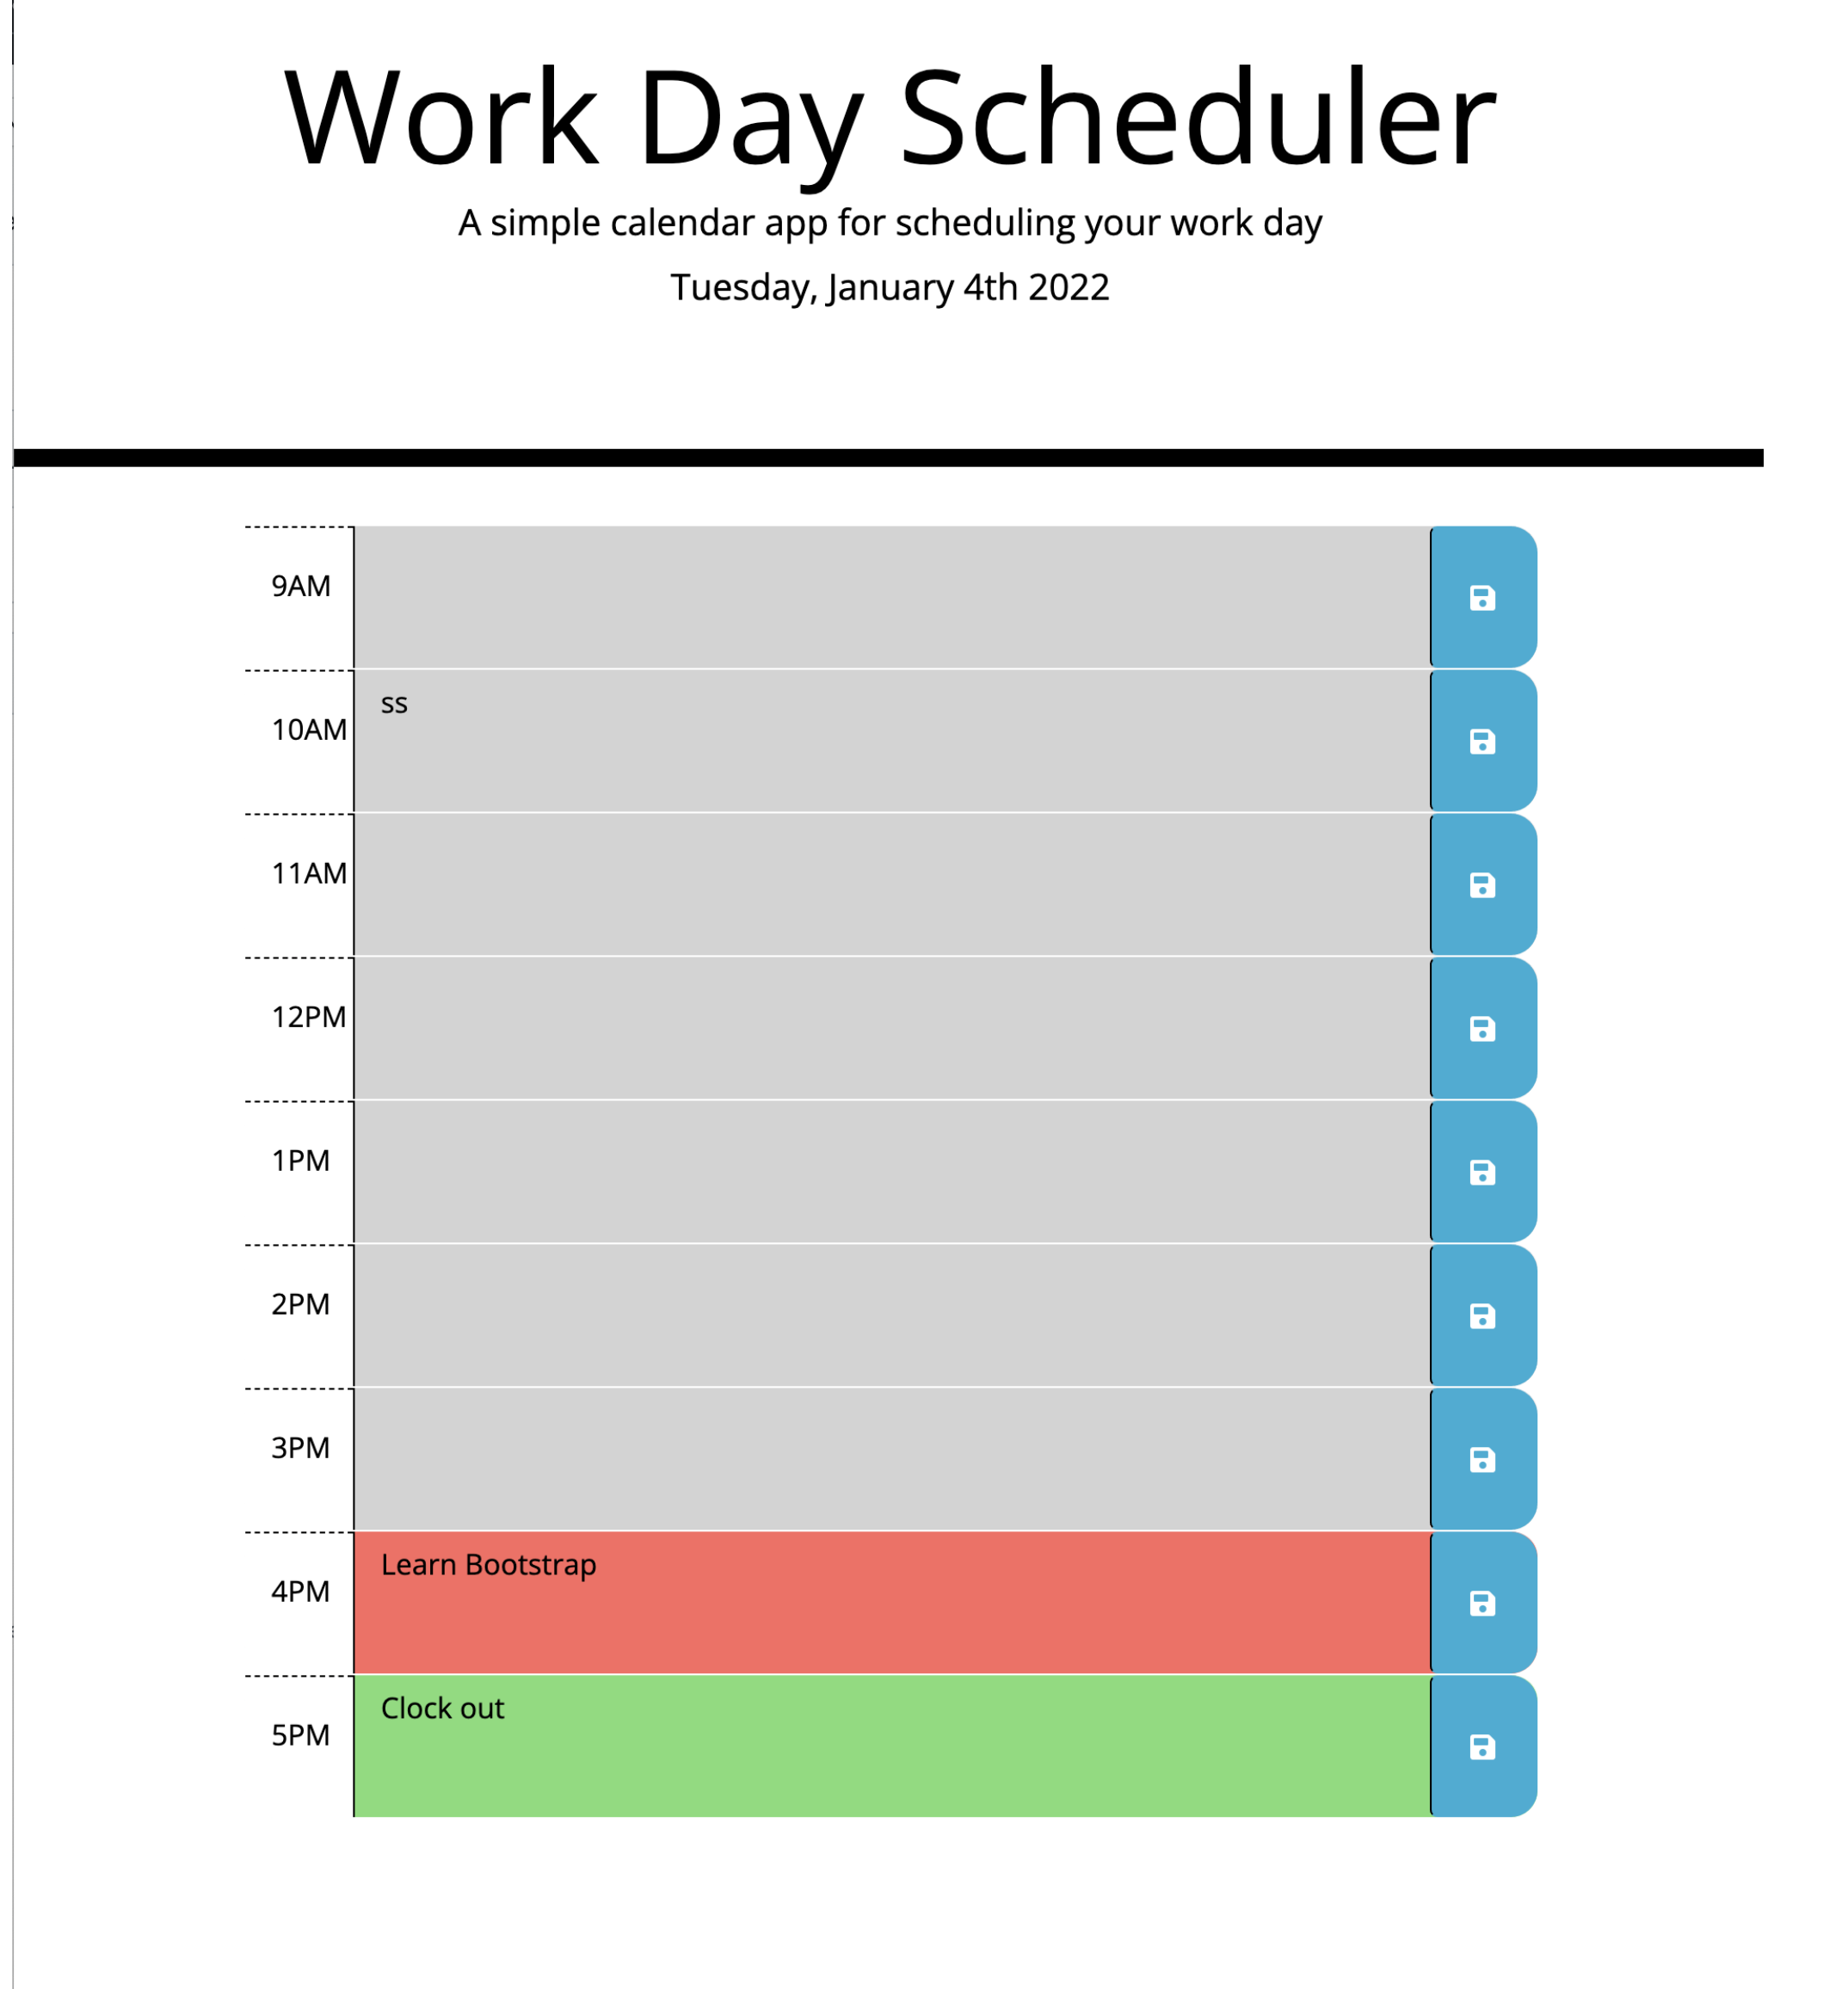 Work Day Scheduler
A simple calendar app for scheduling your work day
Tuesday, January 4th 2022
9AM
10AM ss
11AM
12PM
1PM
2PM
3PM
4PM Learn Bootstrap
5PM Clock out